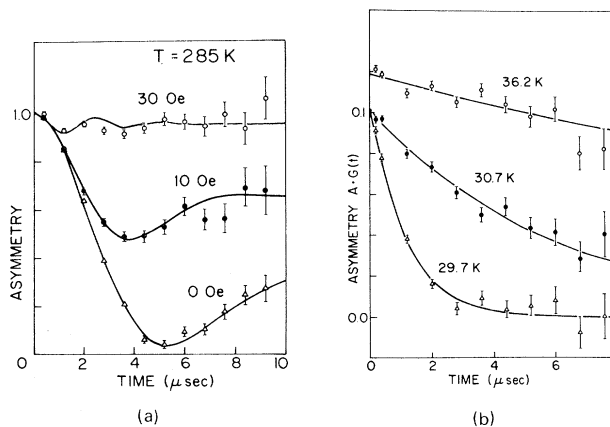 T = 285 K
30 Oe
1.0
10 Oe
0 Oe
0
ASYMMETRY
0 2 4 6 8 10
TIME (μsec)
(a)
36.2 K
0.1
30.7 K
29.7 K
0.0
ASYMMETRY A·G(t)
0 2 4 6
TIME (μsec)
(b)